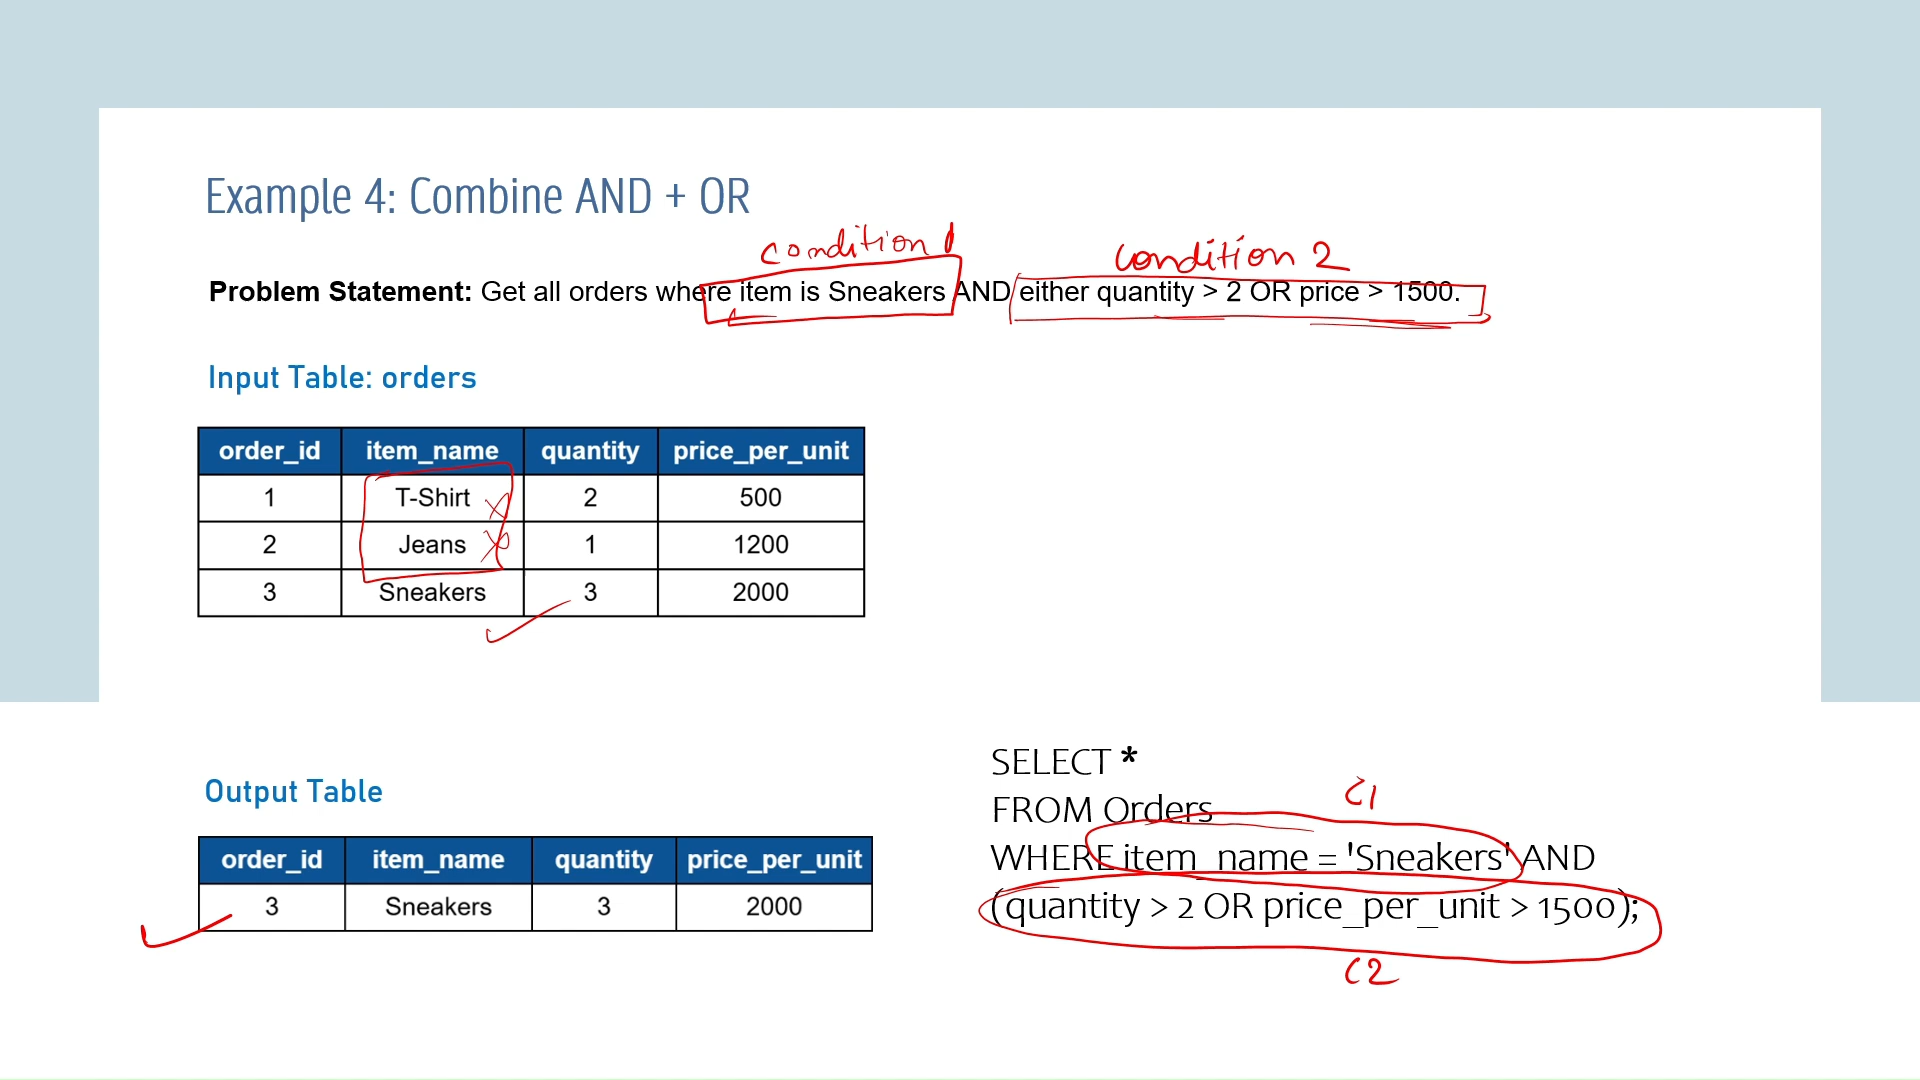 Example 4: Combine AND + OR
condition 1
condition 2
Problem Statement: Get all orders where item is Sneakers AND either quantity > 2 OR price > 1500.
Input Table: orders
order_id item_name quantity price_per_unit
1 T-Shirt 2 500
2 Jeans 1 1200
3 Sneakers 3 2000
Output Table
order_id item_name quantity price_per_unit
3 Sneakers 3 2000
SELECT *
C1
FROM Orders
WHERE item_name = 'Sneakers' AND
(quantity > 2 OR price_per_unit > 1500);
C2